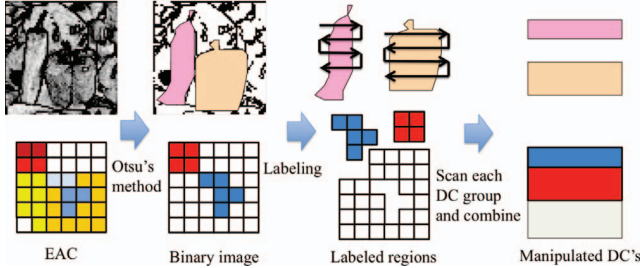 Otsu's
method
Labeling
Scan each
DC group
and combine
EAC
Binary image
Labeled regions
Manipulated DC's